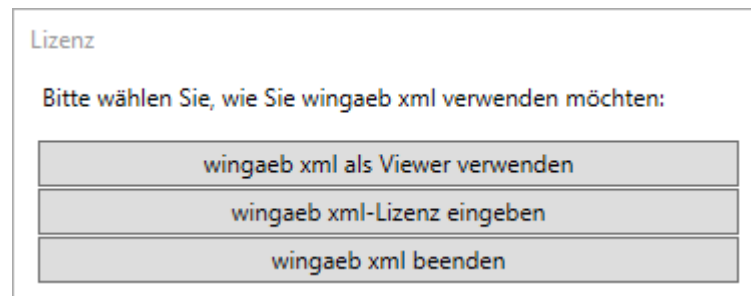 Lizenz
Bitte wählen Sie, wie Sie wingaeb xml verwenden möchten:
wingaeb xml als Viewer verwenden
wingaeb xml-Lizenz eingeben
wingaeb xml beenden